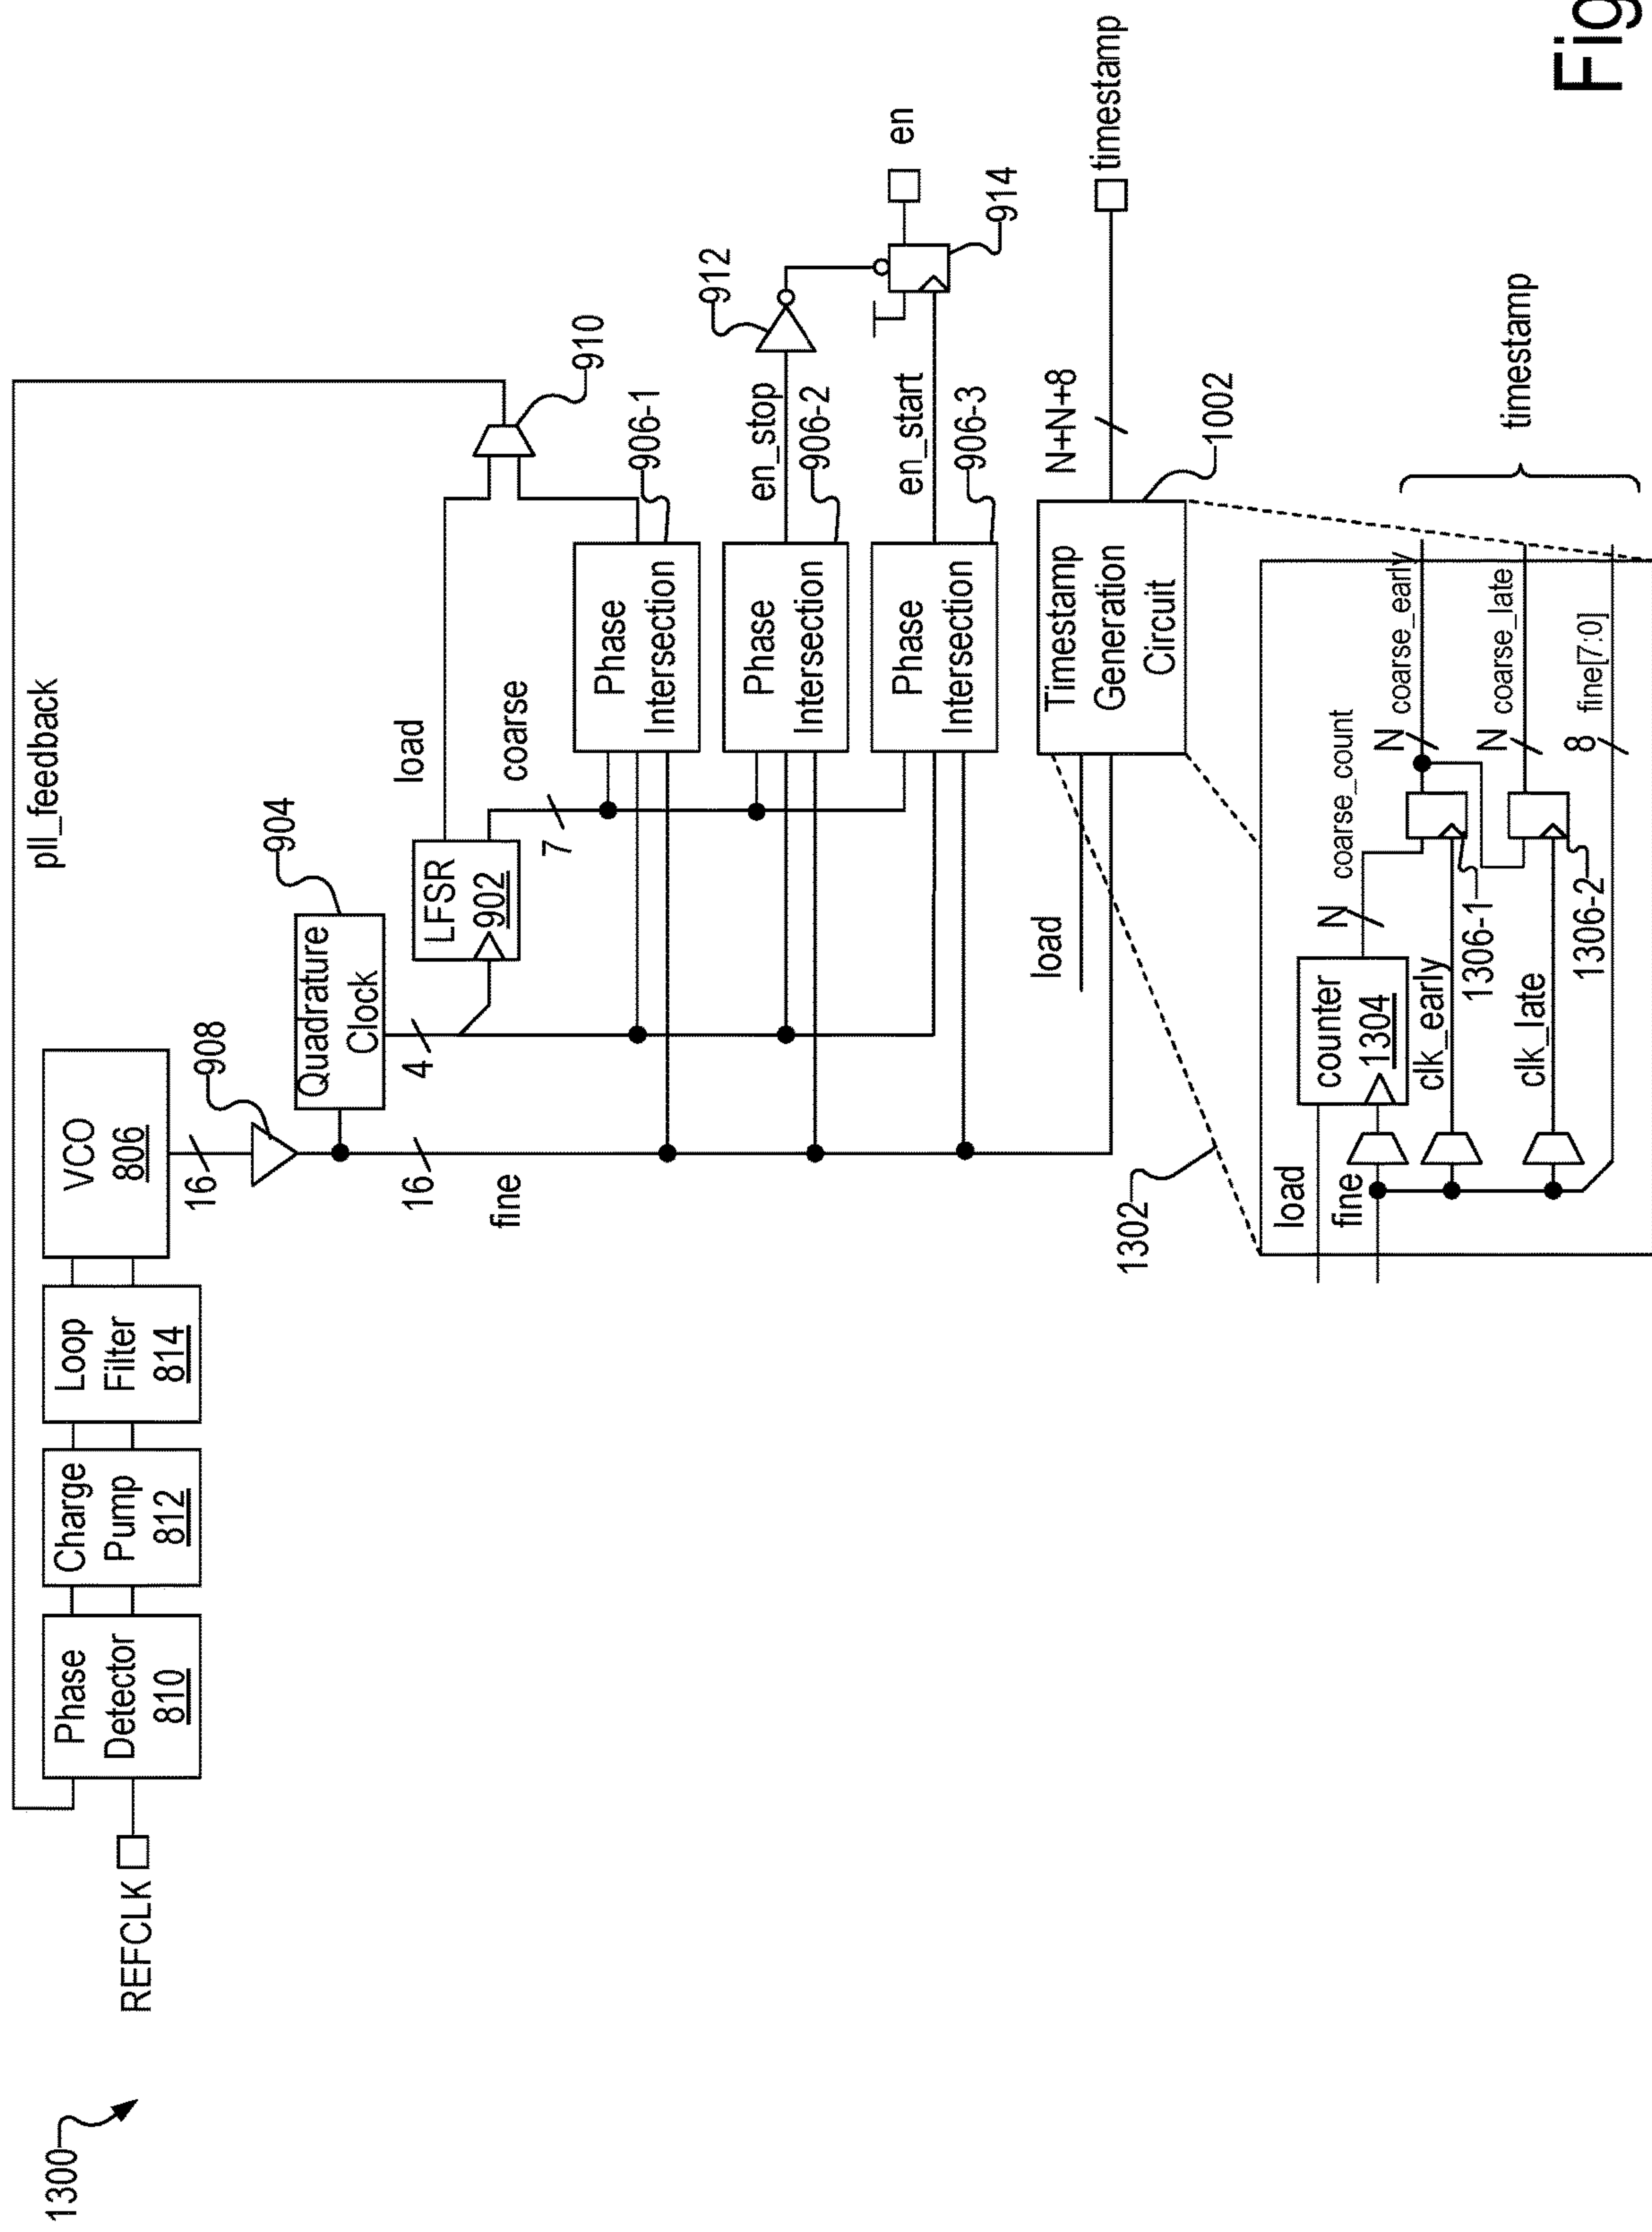 1300
REFCLK
pll_feedback
Phase
Detector
810
Charge
Pump
812
Loop
Filter
814
VCO
806
16
908
16
fine
Quadrature
Clock
904
4
LFSR
902
load
coarse
7
Phase
Intersection
906-1
910
Phase
Intersection
906-2
en_stop
912
Phase
Intersection
906-3
en_start
914
en
load
Timestamp
Generation
Circuit
1002
N+N+8
timestamp
1302
load
fine
counter
1304
clk_early
clk_late
N
coarse_count
1306-1
1306-2
N
coarse_early
N
coarse_late
8
fine[7:0]
timestamp
Fig